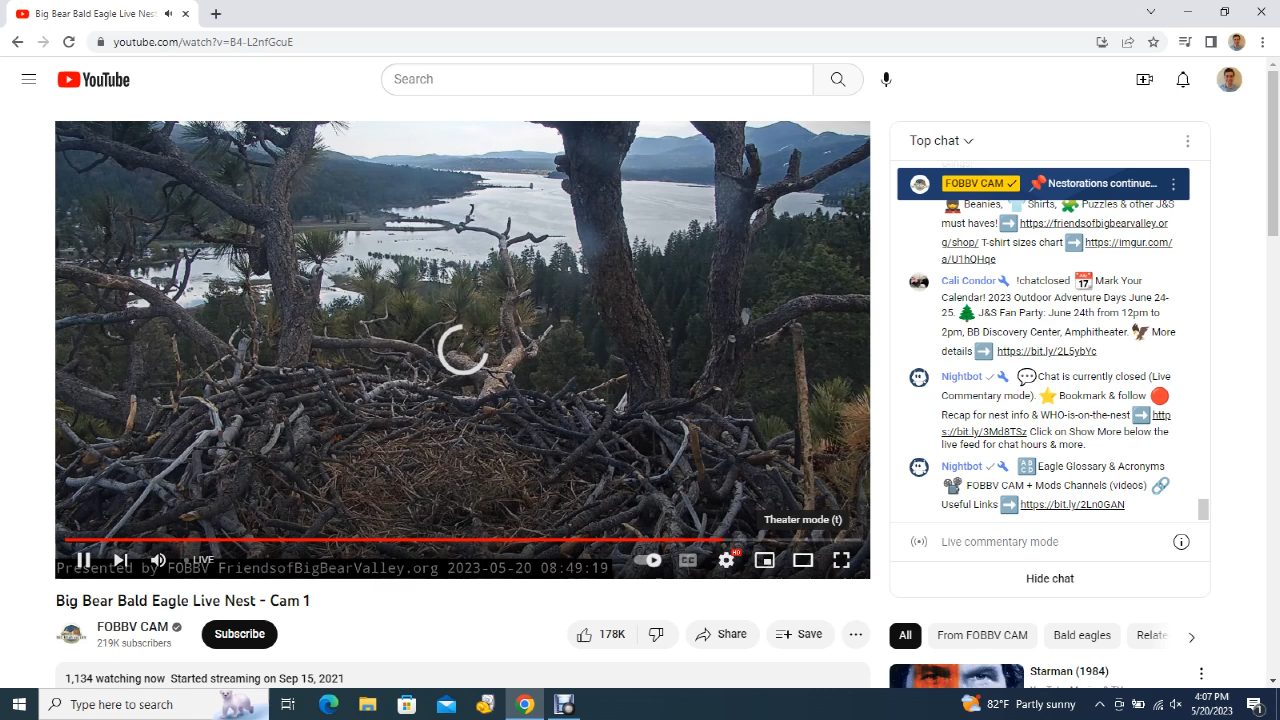 Big Bear Bald Eagle Live Nest
youtube.com/watch?v=B4-L2nfGcuE
YouTube
Search
Theater mode (t)
LIVE
CC
HD
Presented by FOBBV FriendsofBigBearValley.org 2023-05-20 08:49:19
Big Bear Bald Eagle Live Nest - Cam 1
FOBBV CAM
219K subscribers
Subscribe
178K
Share
Save
1,134 watching now Started streaming on Sep 15, 2021
Top chat
FOBBV CAM Nestorations continue...
Beanies, Shirts, Puzzles & other J&S
must haves! https://friendsofbigbearvalley.or
g/shop/ T-shirt sizes chart https://imgur.com/
a/U1hQHqe
Cali Condor !chatclosed Mark Your
Calendar! 2023 Outdoor Adventure Days June 24-
25. J&S Fan Party: June 24th from 12pm to
2pm, BB Discovery Center, Amphitheater. More
details https://bit.ly/2L5ybYc
Nightbot Chat is currently closed (Live
Commentary mode). Bookmark & follow
Recap for nest info & WHO-is-on-the-nest http
s://bit.ly/3Md8TSz Click on Show More below the
live feed for chat hours & more.
Nightbot Eagle Glossary & Acronyms
FOBBV CAM + Mods Channels (videos)
Useful Links https://bit.ly/2Ln0GAN
Live commentary mode
Hide chat
All
From FOBBV CAM
Bald eagles
Relate
Starman (1984)
Type here to search
82°F Partly sunny
4:07 PM
5/20/2023
1